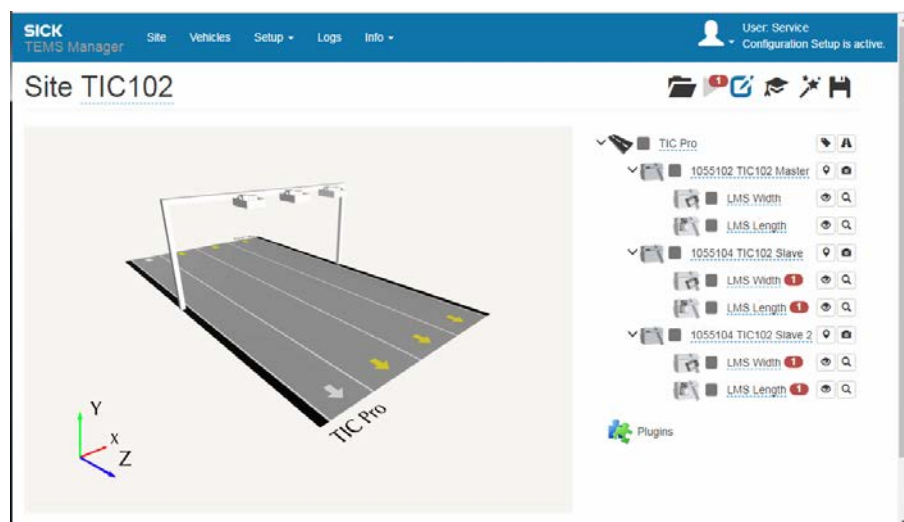 SICK
TEMS Manager
Site
Vehicles
Setup
Logs
Info
User: Service
Configuration Setup is active.
Site TIC102
1
TIC Pro
1055102 TIC102 Master
LMS Width
LMS Length
1055104 TIC102 Slave
LMS Width 1
LMS Length 1
1055104 TIC102 Slave 2
LMS Width 1
LMS Length 1
Plugins
TIC Pro
Y
X
Z